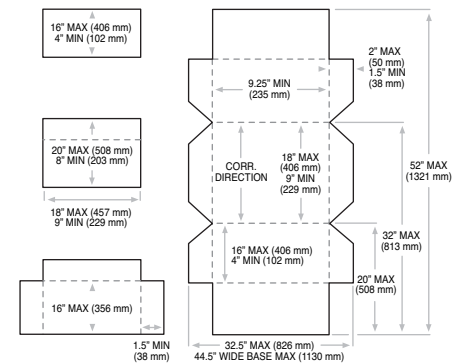 16" MAX (406 mm)
4" MIN (102 mm)
20" MAX (508 mm)
8" MIN (203 mm)
18" MAX (457 mm)
9" MIN (229 mm)
16" MAX (356 mm)
1.5" MIN
(38 mm)
2" MAX
(50 mm)
1.5" MIN
(38 mm)
9.25" MIN
(235 mm)
CORR.
DIRECTION
18" MAX
(406 mm)
9" MIN
(229 mm)
52" MAX
(1321 mm)
32" MAX
(813 mm)
16" MAX (406 mm)
4" MIN (102 mm)
20" MAX
(508 mm)
32.5" MAX (826 mm)
44.5" WIDE BASE MAX (1130 mm)